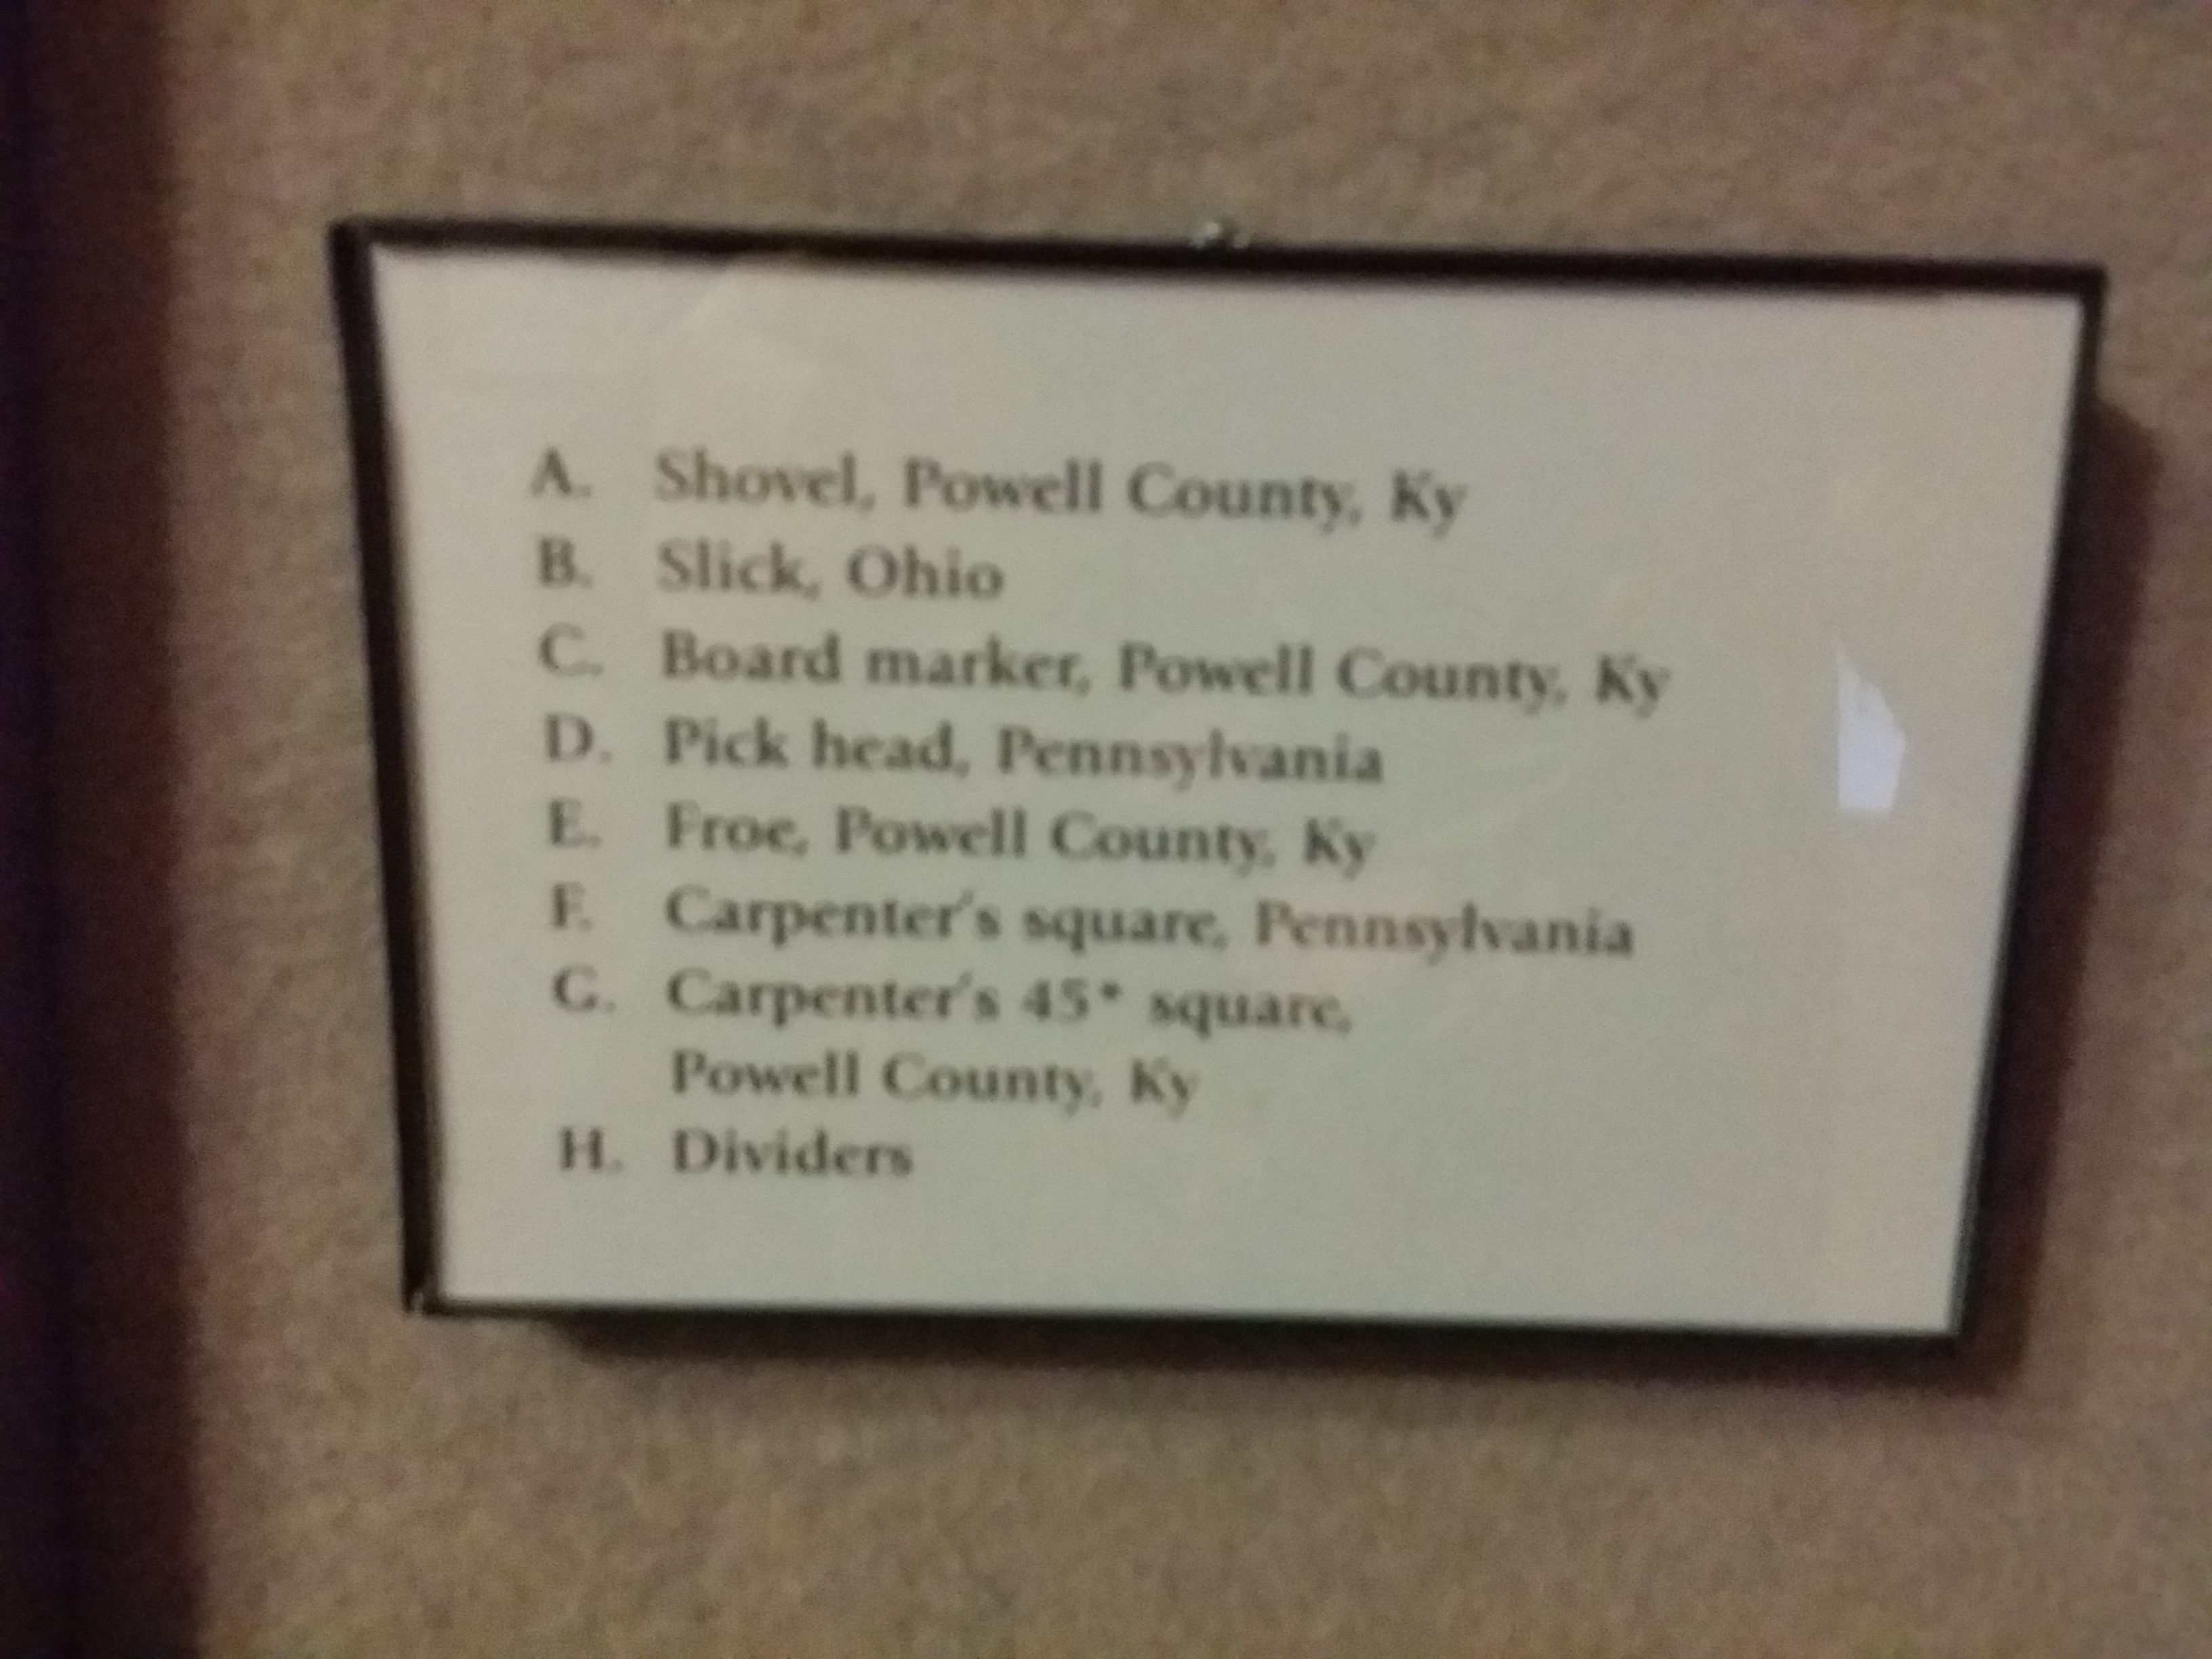 A. Shovel, Powell County, Ky
B. Slick, Ohio
C. Board marker, Powell County, Ky
D. Pick head, Pennsylvania
E. Froe, Powell County, Ky
F. Carpenter's square, Pennsylvania
G. Carpenter's 45* square,
Powell County, Ky
H. Dividers